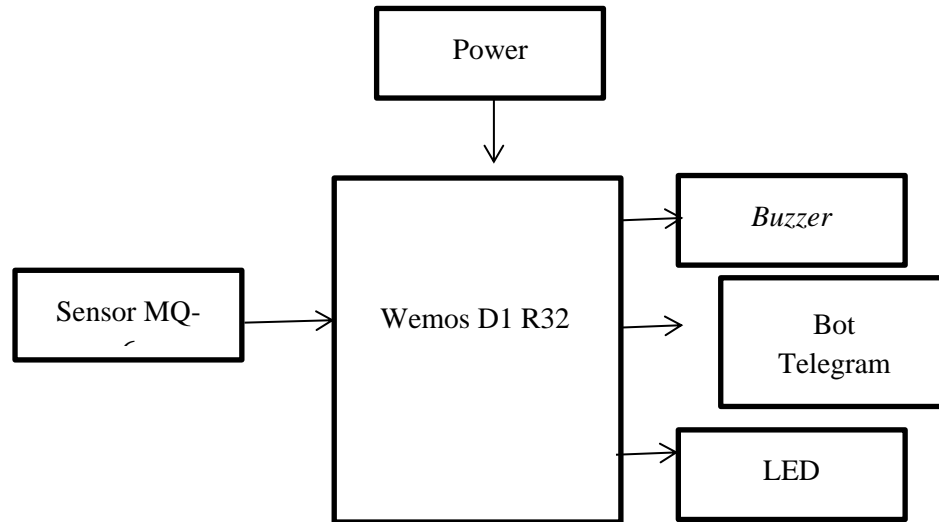 Power
Buzzer
Sensor MQ-
Wemos D1 R32
Bot
Telegram
LED